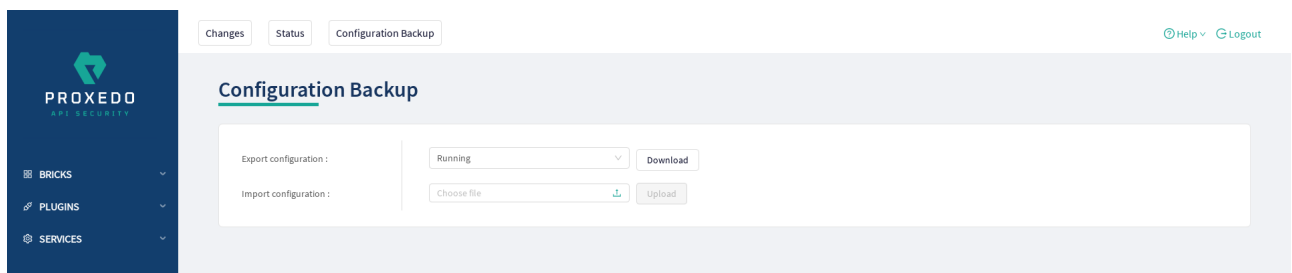 Changes Status Configuration Backup Help Logout
PROXEDO
API SECURITY
Configuration Backup
Export configuration : Running Download
Import configuration : Choose file Upload
BRICKS
PLUGINS
SERVICES